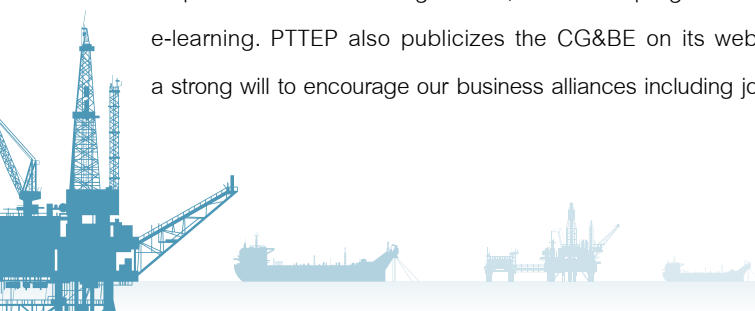 e-learning. PTTEP also publicizes the CG&BE on its web
a strong will to encourage our business alliances including jo